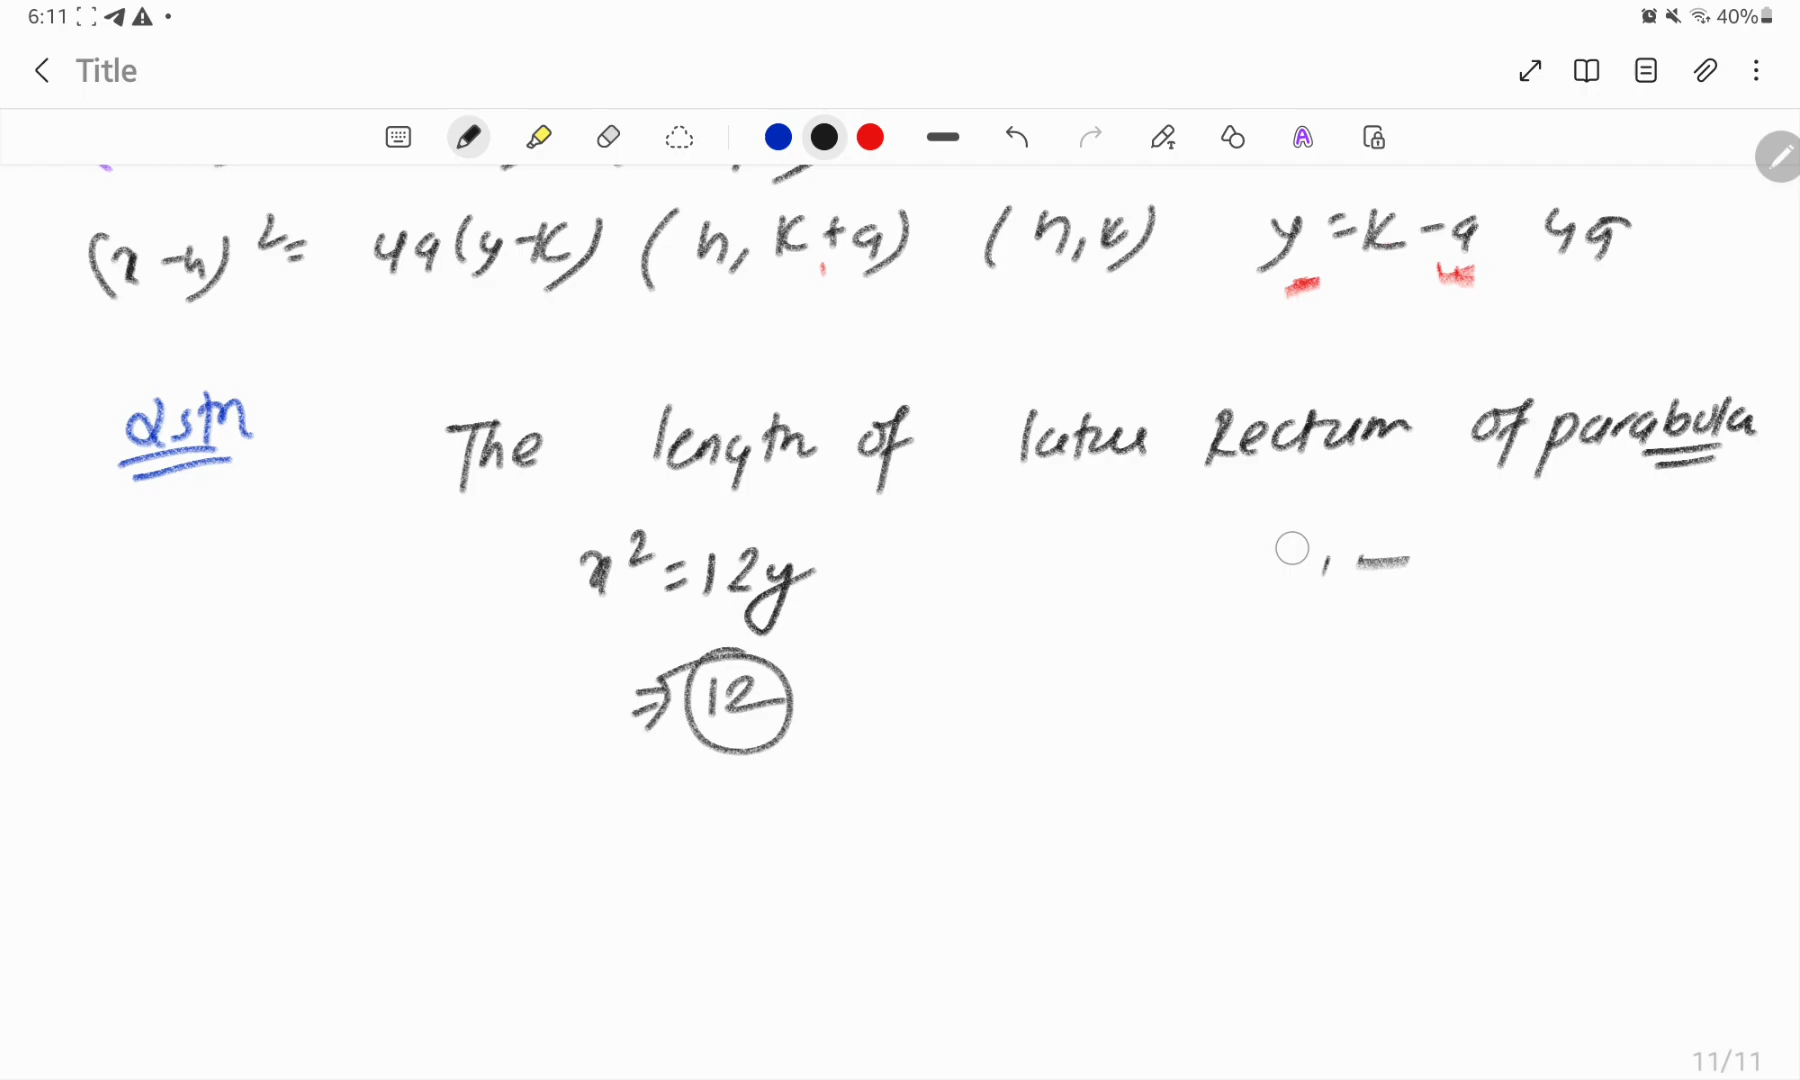 6:11
40%
Title
(x-h)²= 4a(y-k) (h, k+a) (h,k) y=k-a 4a
Qstn The length of latus Rectum of parabola
x²=12y , —
⇒ 12
11/11